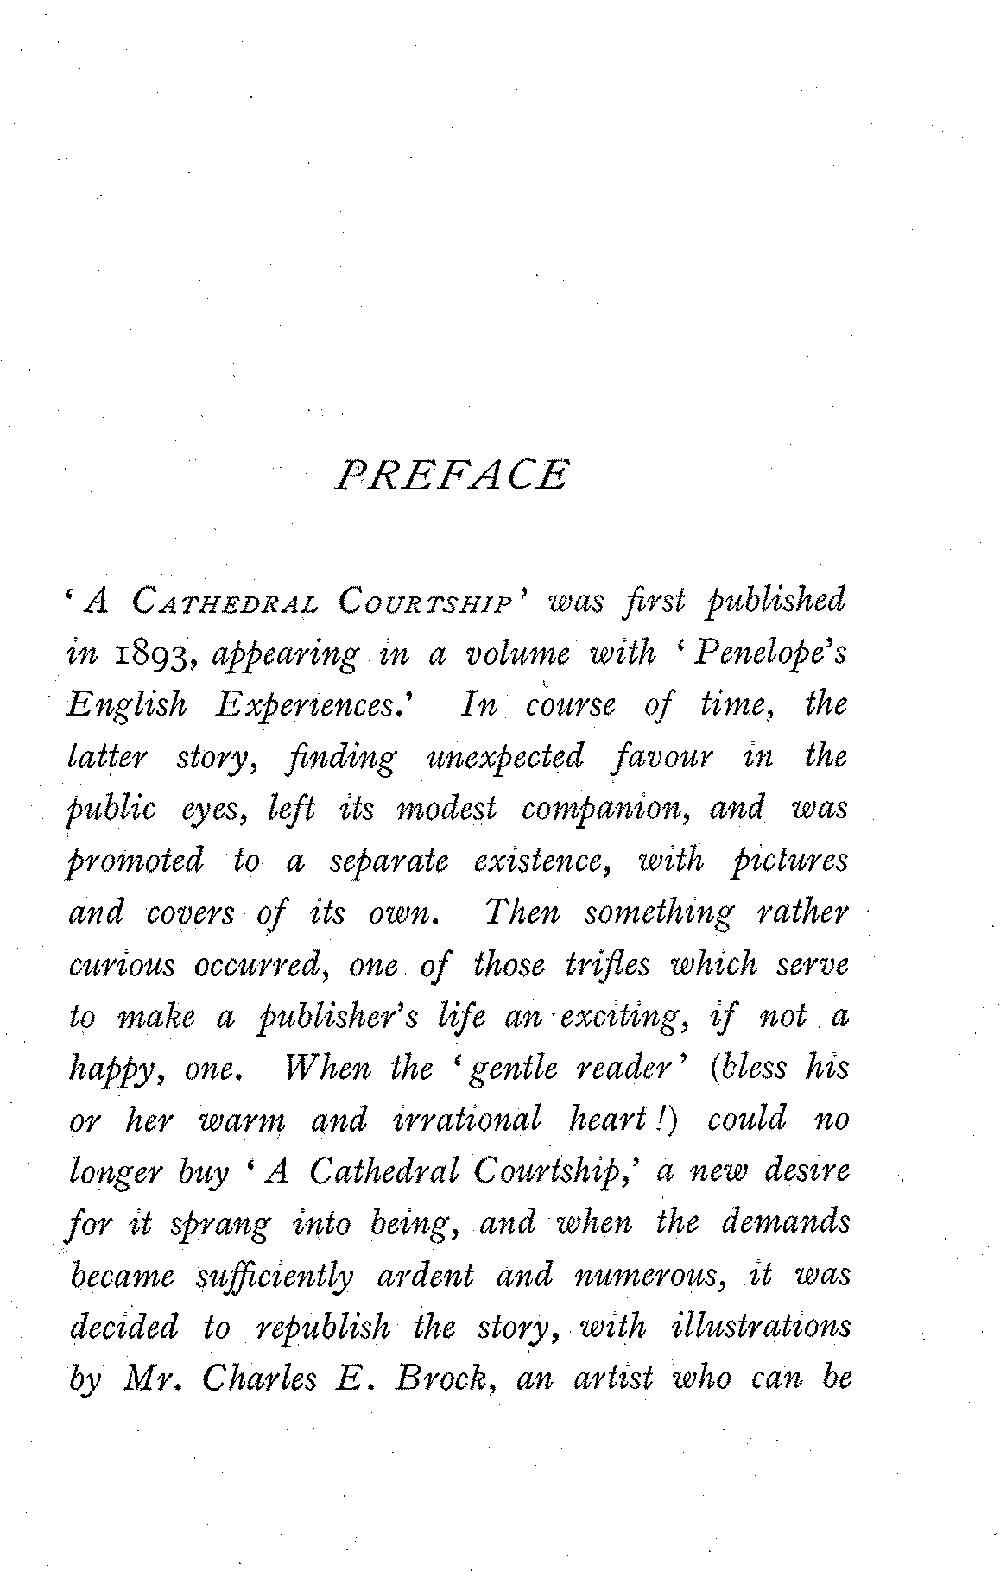 PREFACE
‘A CATHEDRAL COURTSHIP’ was first published
in 1893, appearing in a volume with ‘Penelope’s
English Experiences.’ In course of time, the
latter story, finding unexpected favour in the
public eyes, left its modest companion, and was
promoted to a separate existence, with pictures
and covers of its own. Then something rather
curious occurred, one of those trifles which serve
to make a publisher’s life an exciting, if not a
happy, one. When the ‘gentle reader’ (bless his
or her warm and irrational heart!) could no
longer buy ‘A Cathedral Courtship,’ a new desire
for it sprang into being, and when the demands
became sufficiently ardent and numerous, it was
decided to republish the story, with illustrations
by Mr. Charles E. Brock, an artist who can be